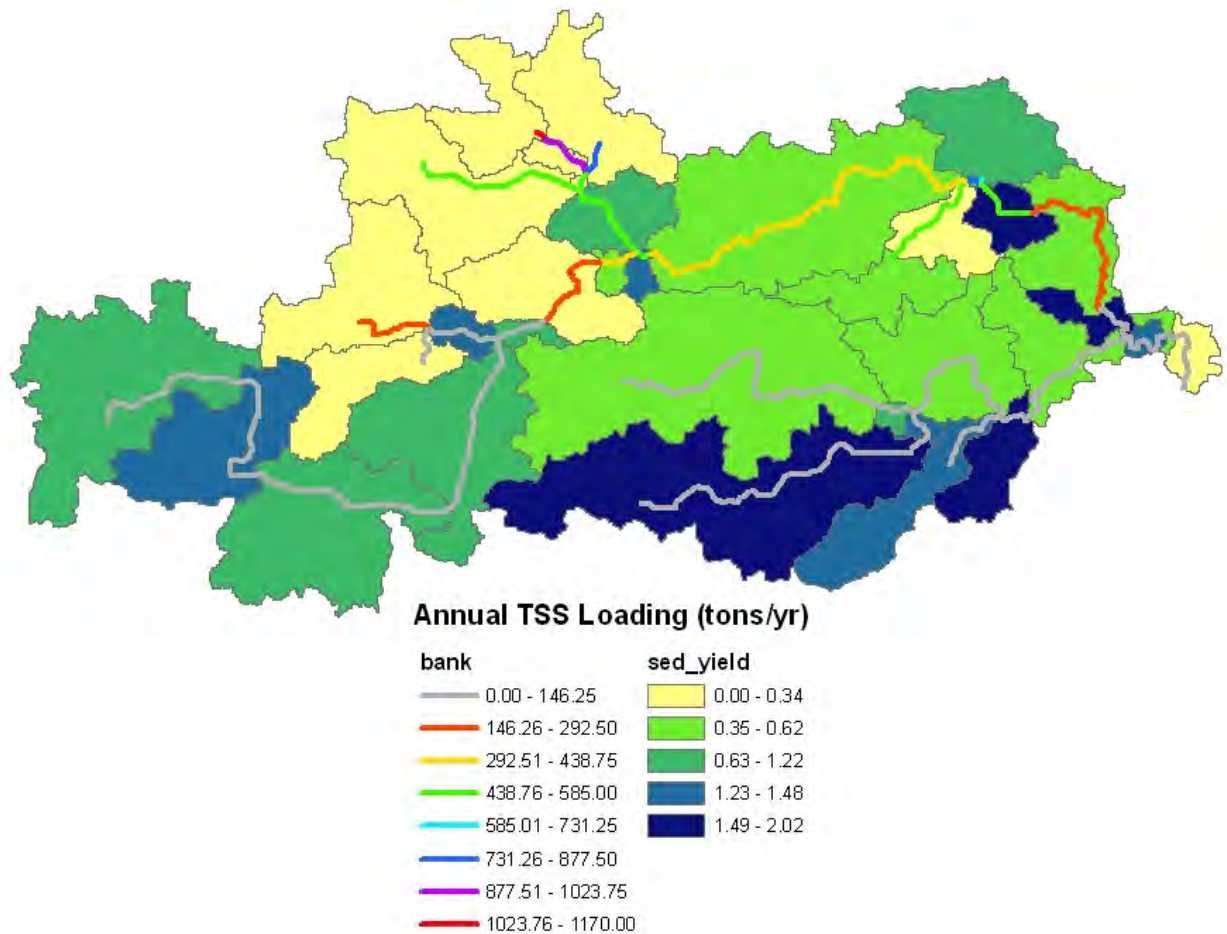 Annual TSS Loading (tons/yr)
bank
0.00 - 146.25
146.26 - 292.50
292.51 - 438.75
438.76 - 585.00
585.01 - 731.25
731.26 - 877.50
877.51 - 1023.75
1023.76 - 1170.00
sed_yield
0.00 - 0.34
0.35 - 0.62
0.63 - 1.22
1.23 - 1.48
1.49 - 2.02